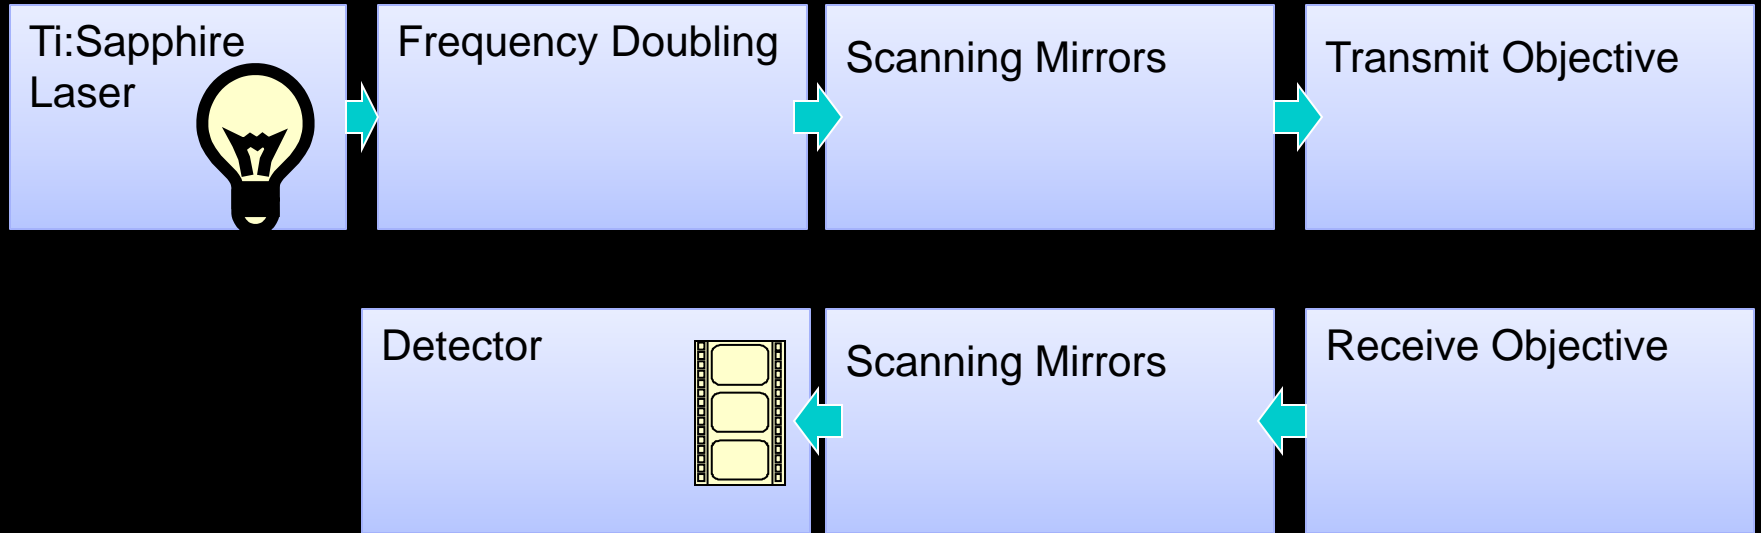 Ti:Sapphire
Laser
Frequency Doubling
Scanning Mirrors
Transmit Objective
Detector
Scanning Mirrors
Receive Objective